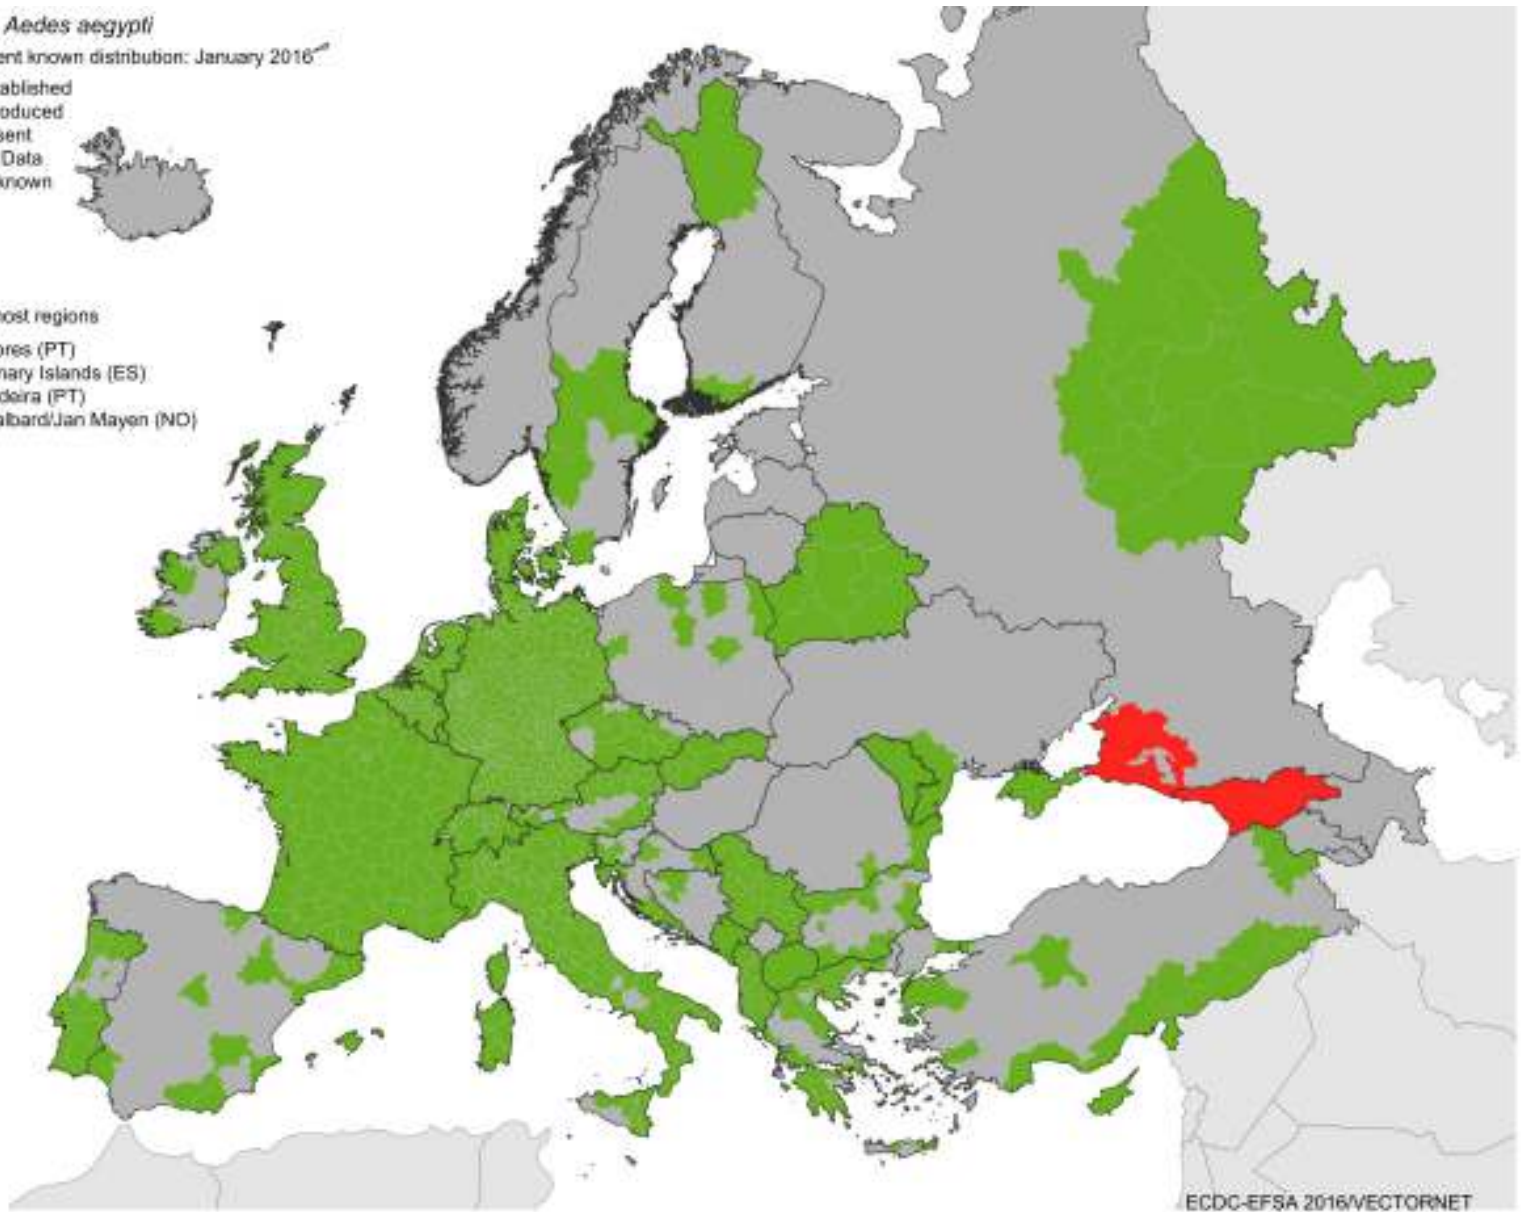 Aedes aegypti
ent known distribution: January 2016
ablished
oduced
sent
Data
known
nost regions
ores (PT)
nary Islands (ES)
deira (PT)
albard/Jan Mayen (NO)
ECDC-EFSA 2016/VECTORNET